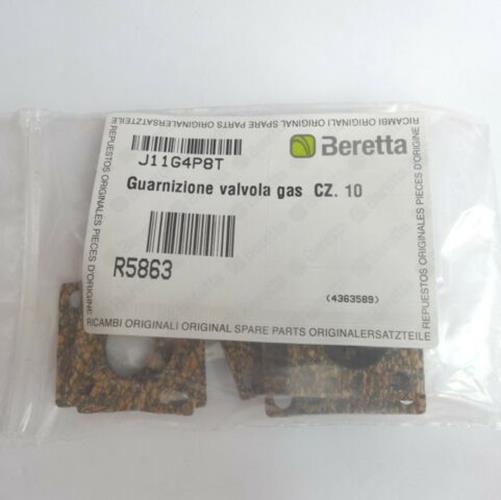 RICAMBI ORIGINALI ORIGINAL SPARE PARTS ORIGINALERSATZTEILE
J11G4P8T
Beretta
Guarnizione valvola gas CZ. 10
R5863
(4363589)
RICAMBI ORIGINALI ORIGINAL SPARE PARTS ORIGINALERSATZTEILE
REPUESTOS ORIGINALES PIECES D'ORIGINE
REPUESTOS ORIGINALES PIECES D'ORIGINE